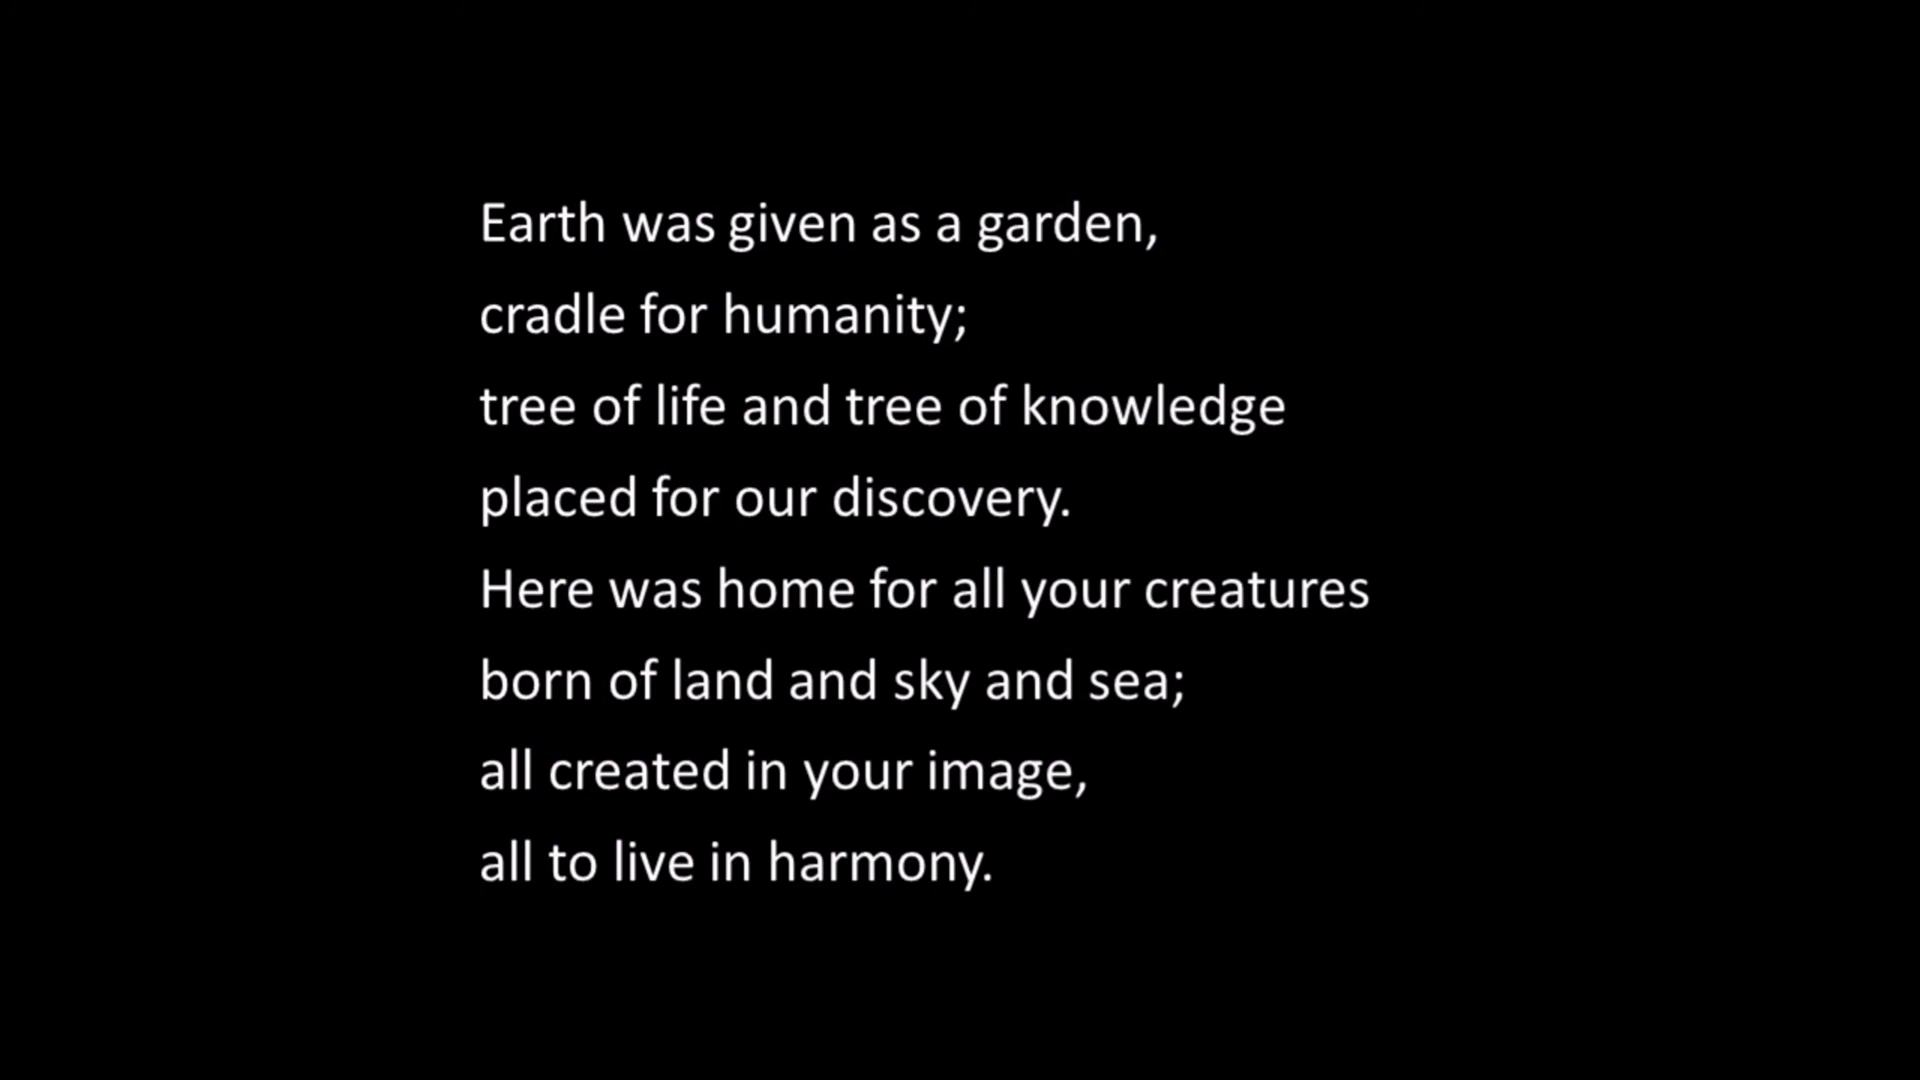 Earth was given as a garden,
cradle for humanity;
tree of life and tree of knowledge
placed for our discovery.
Here was home for all your creatures
born of land and sky and sea;
all created in your image,
all to live in harmony.